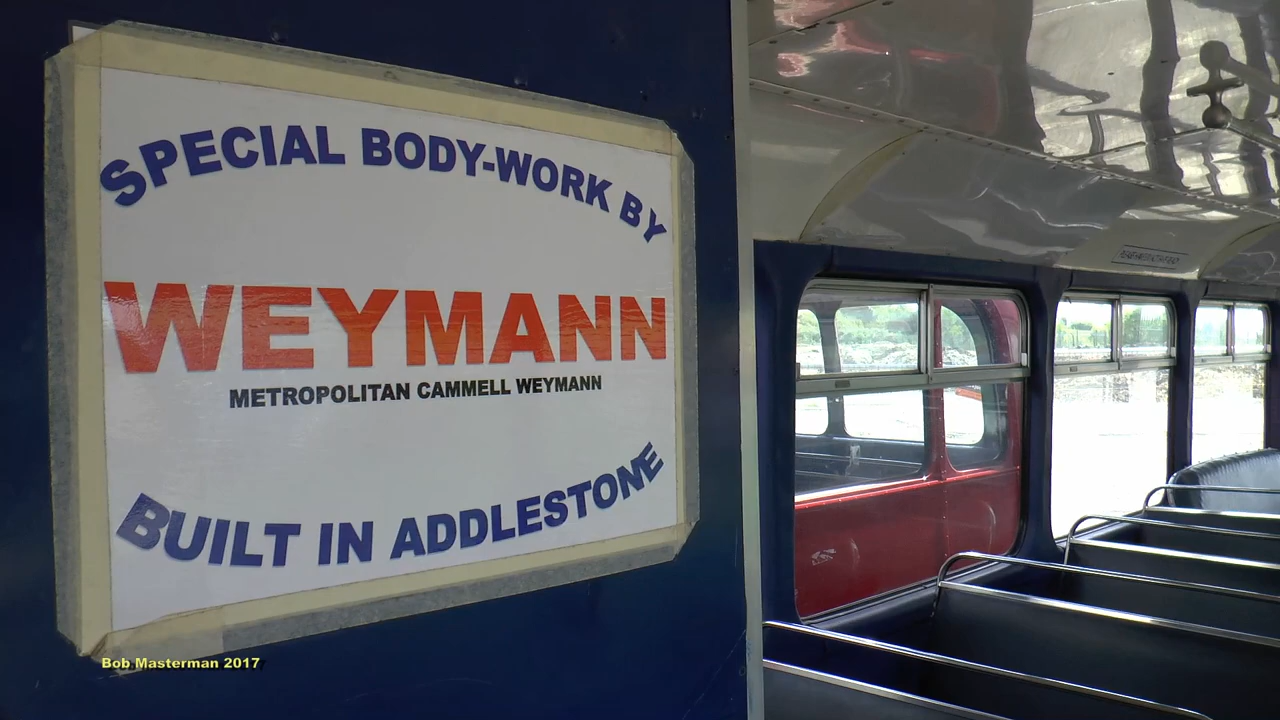 SPECIAL BODY-WORK BY
WEYMANN
METROPOLITAN CAMMELL WEYMANN
BUILT IN ADDLESTONE
Bob Masterman 2017